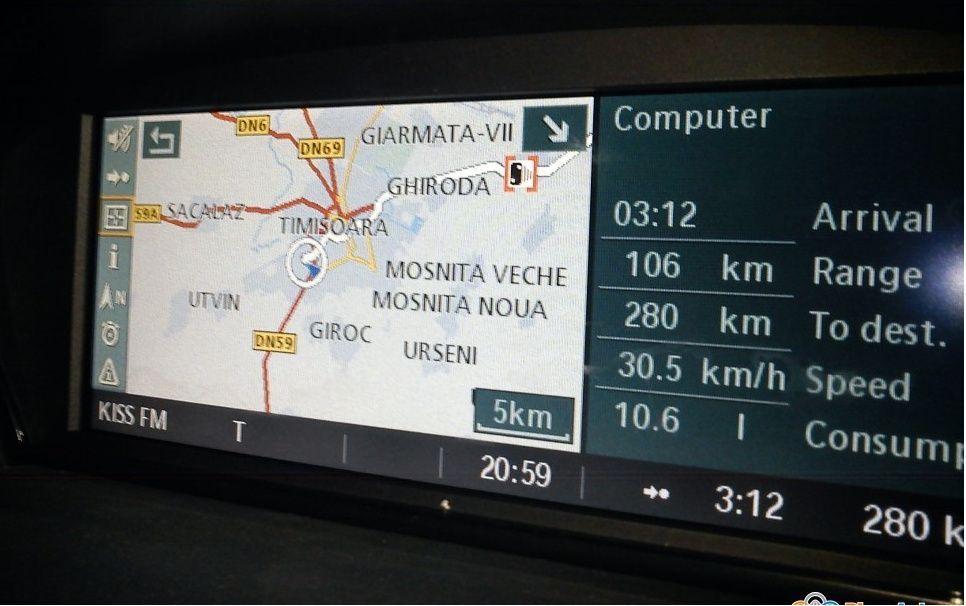 DN6
DN69
GIARMATA-VII
GHIRODA
59A
SACALAZ
TIMISOARA
MOSNITA VECHE
UTVIN
MOSNITA NOUA
N
DN59
GIROC
URSENI
5km
Computer
03:12 Arrival
106 km Range
280 km To dest.
30.5 km/h Speed
10.6 l Consump
KISS FM
T
20:59
3:12
280 k